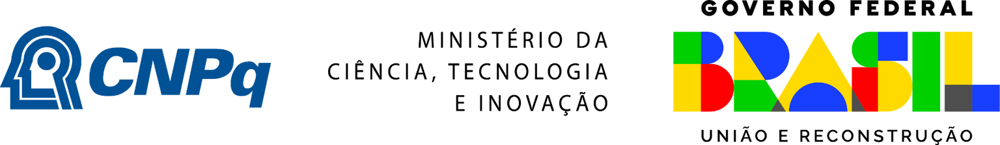 CNPq
MINISTÉRIO DA
CIÊNCIA, TECNOLOGIA
E INOVAÇÃO
GOVERNO FEDERAL
BRASIL
UNIÃO E RECONSTRUÇÃO